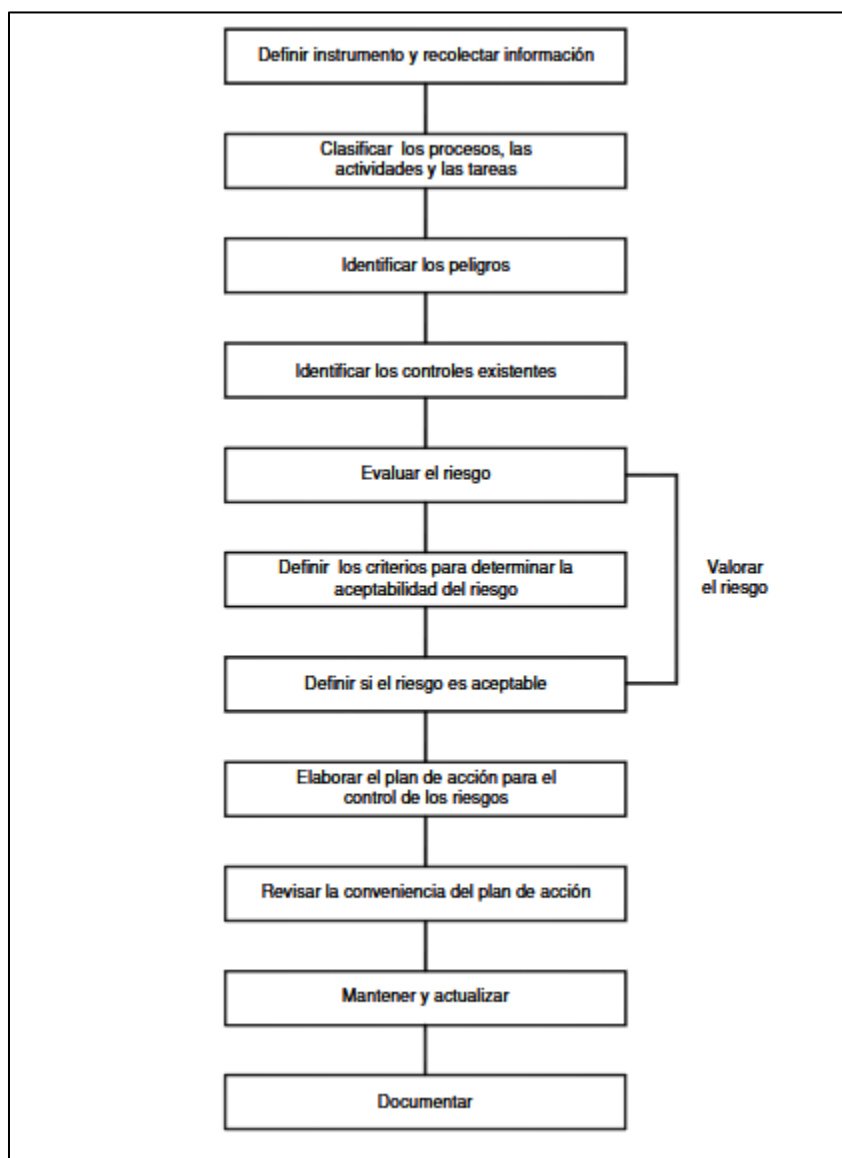 Definir instrumento y recolectar información
Clasificar los procesos, las
actividades y las tareas
Identificar los peligros
Identificar los controles existentes
Evaluar el riesgo
Definir los criterios para determinar la
aceptabilidad del riesgo
Valorar
el riesgo
Definir si el riesgo es aceptable
Elaborar el plan de acción para el
control de los riesgos
Revisar la conveniencia del plan de acción
Mantener y actualizar
Documentar